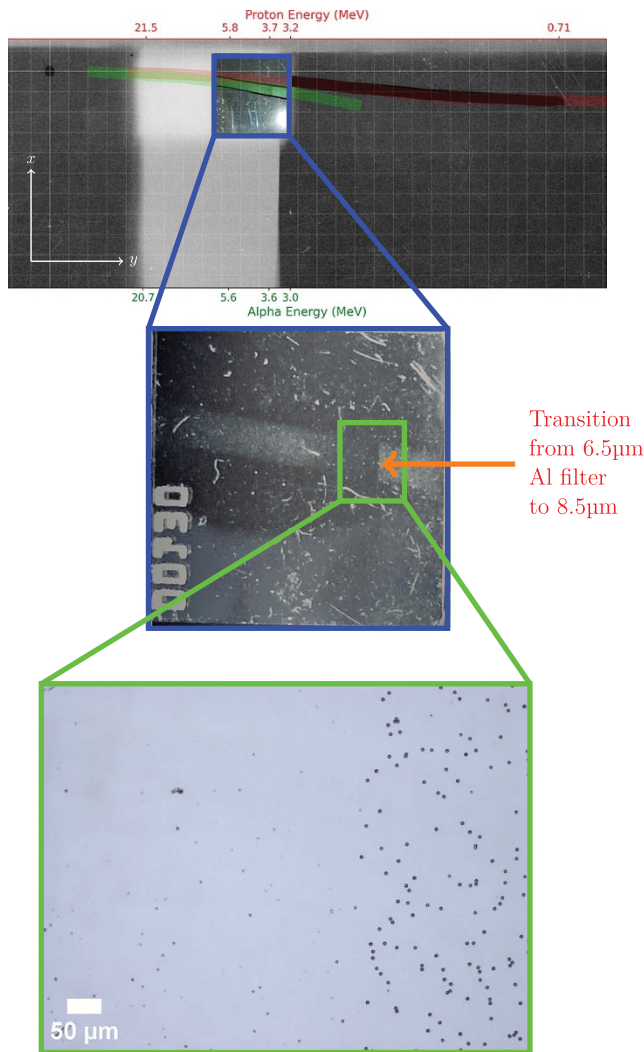 Proton Energy (MeV)
21.5 5.8 3.7 3.2 0.71
x
y
20.7 5.6 3.6 3.0
Alpha Energy (MeV)
Transition
from 6.5µm
Al filter
to 8.5µm
50 µm